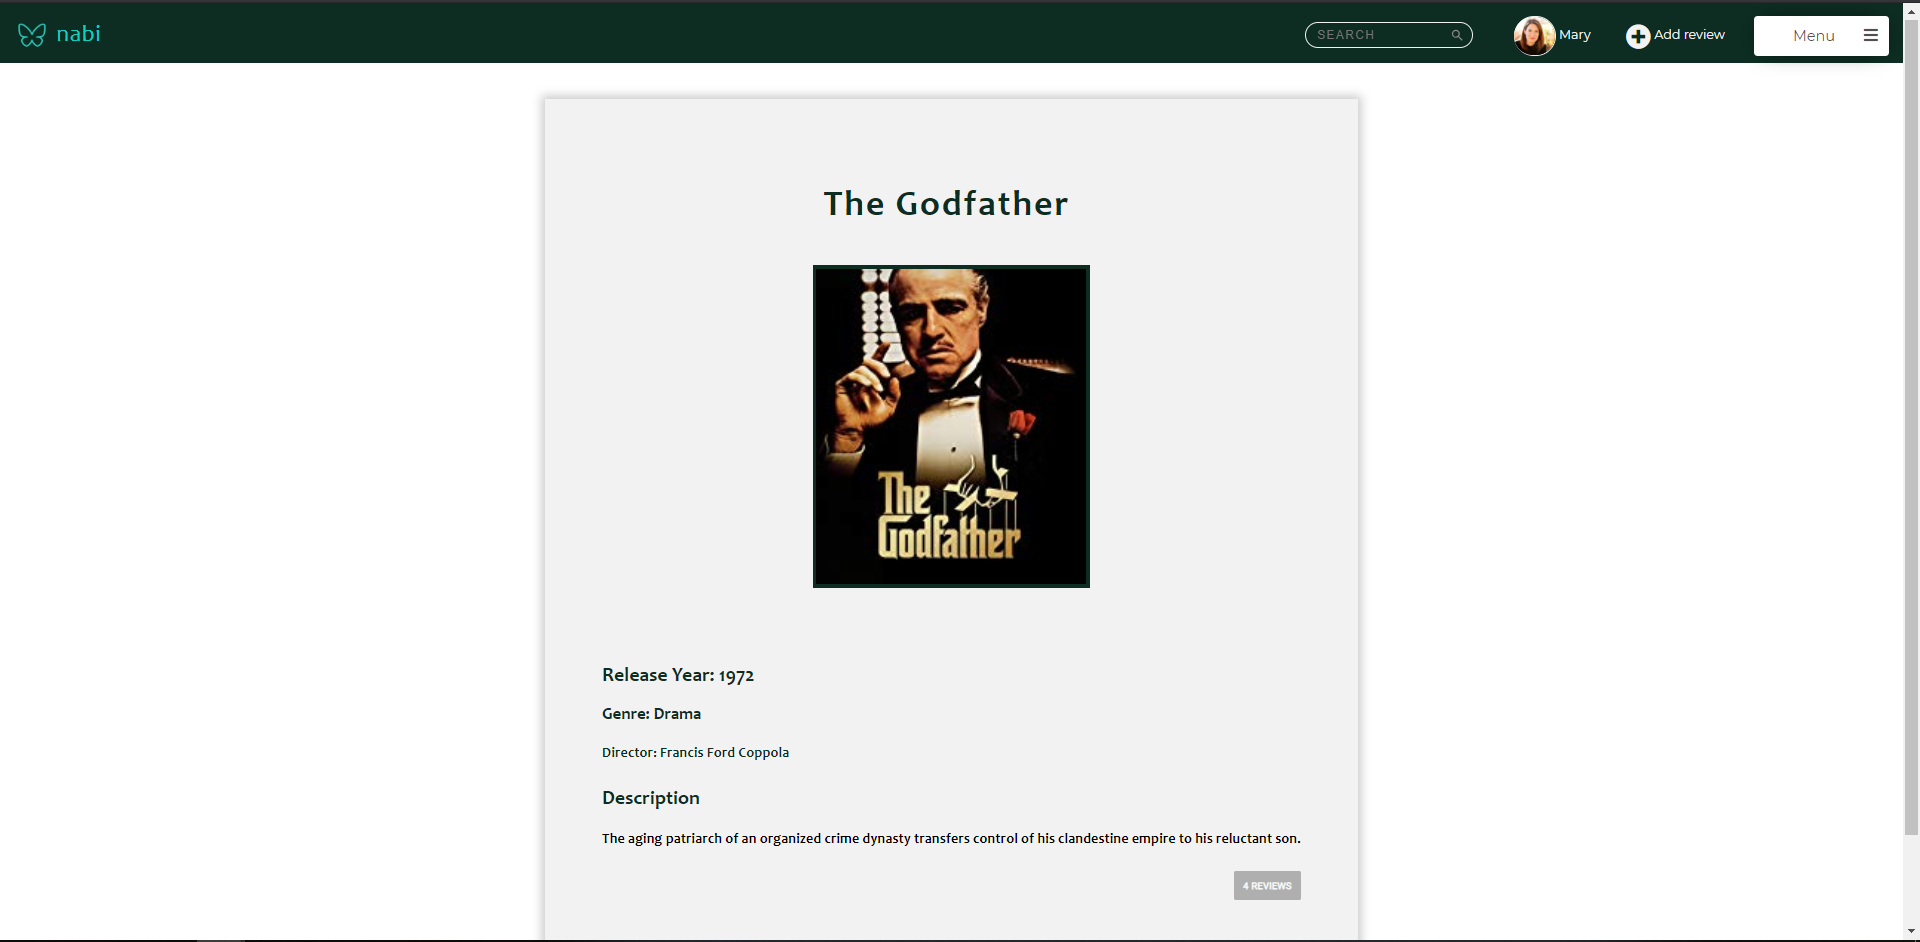 nabi
SEARCH
Mary
Add review
Menu
The Godfather
The
Godfather
Release Year: 1972
Genre: Drama
Director: Francis Ford Coppola
Description
The aging patriarch of an organized crime dynasty transfers control of his clandestine empire to his reluctant son.
4 REVIEWS